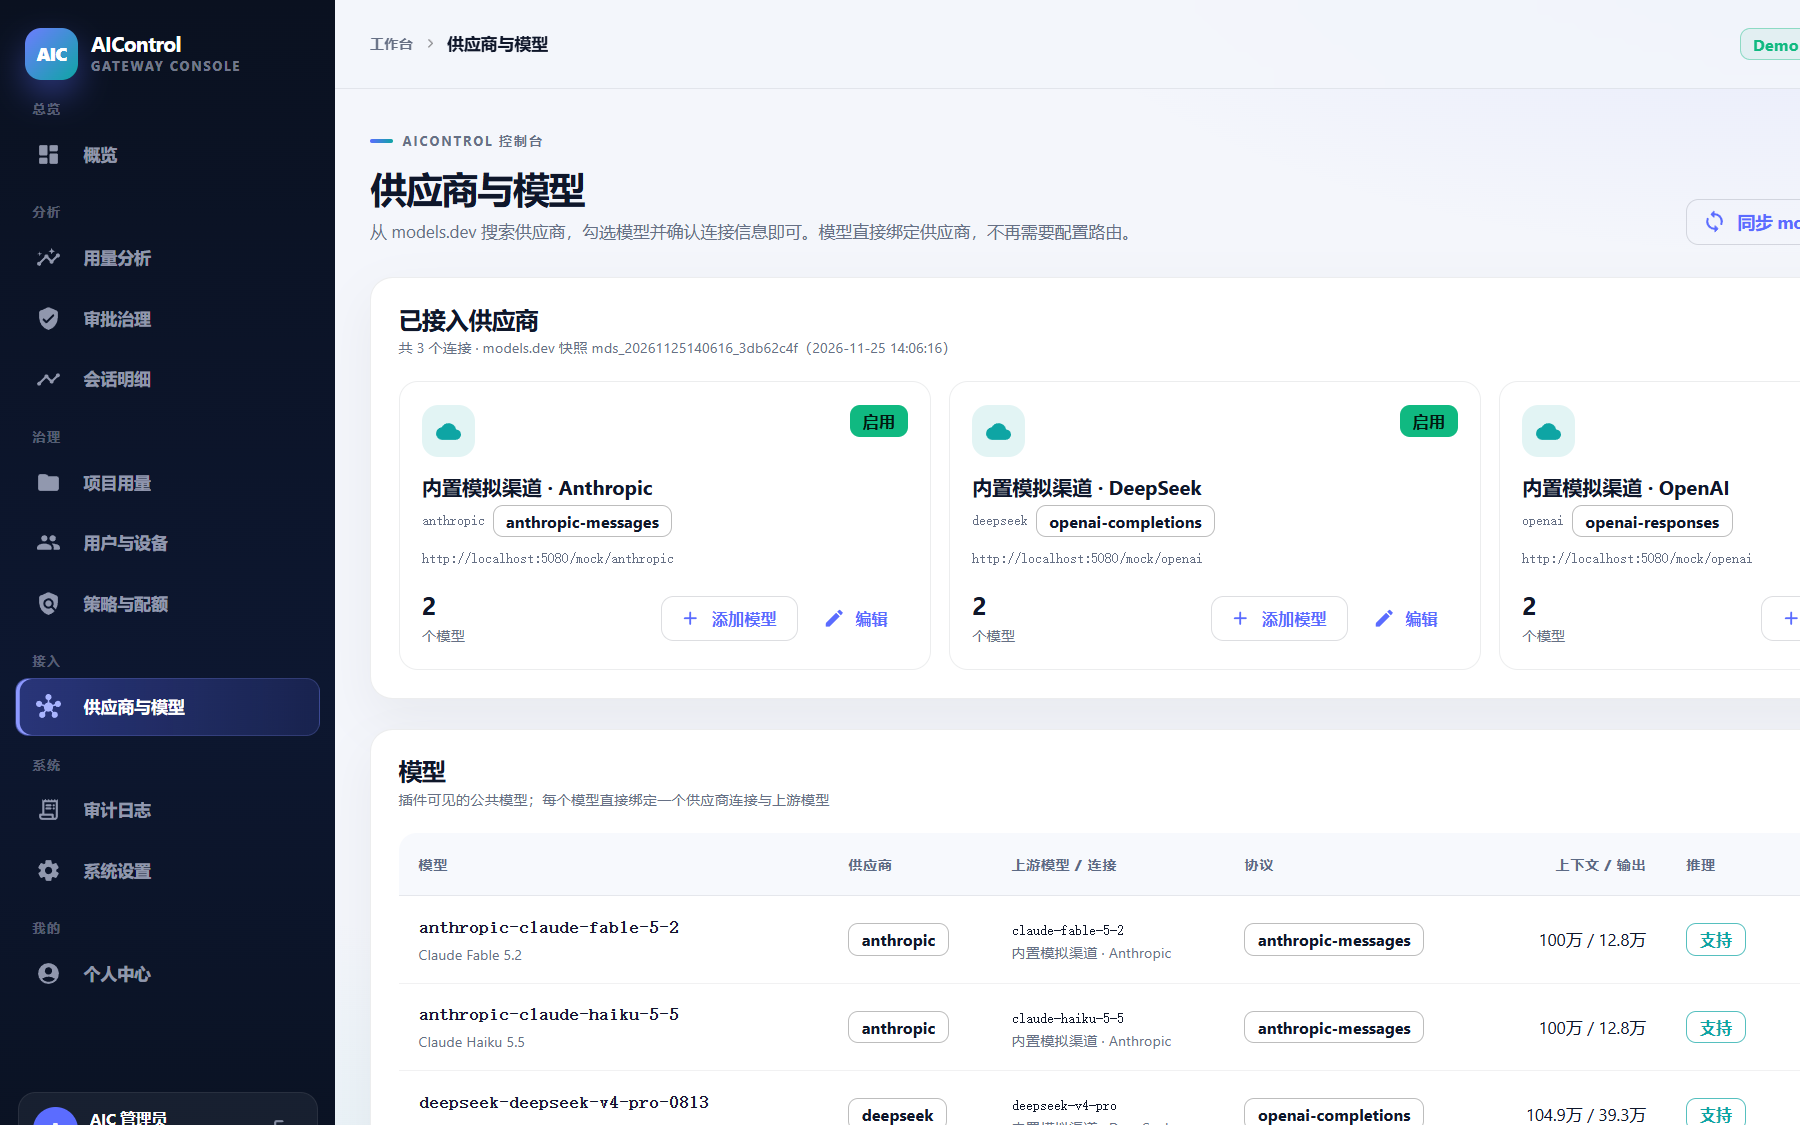 AIC
AIControl
GATEWAY CONSOLE
总览
概览
分析
用量分析
审批治理
会话明细
治理
项目用量
用户与设备
策略与配额
接入
供应商与模型
系统
审计日志
系统设置
我的
个人中心
AIC 管理员
工作台 > 供应商与模型
Demo
AICONTROL 控制台
供应商与模型
从 models.dev 搜索供应商，勾选模型并确认连接信息即可。模型直接绑定供应商，不再需要配置路由。
同步
已接入供应商
共 3 个连接 · models.dev 快照 mds_20261125140616_3db62c4f（2026-11-25 14:06:16）
启用
内置模拟渠道 · Anthropic
anthropic anthropic-messages
http://localhost:5080/mock/anthropic
2
个模型
添加模型
编辑
启用
内置模拟渠道 · DeepSeek
deepseek openai-completions
http://localhost:5080/mock/openai
2
个模型
添加模型
编辑
内置模拟渠道 · OpenAI
openai openai-responses
http://localhost:5080/mock/openai
2
个模型
模型
插件可见的公共模型；每个模型直接绑定一个供应商连接与上游模型
模型 供应商 上游模型 / 连接 协议 上下文 / 输出 推理
anthropic-claude-fable-5-2
Claude Fable 5.2
anthropic
claude-fable-5-2
内置模拟渠道 · Anthropic
anthropic-messages
100万 / 12.8万
支持
anthropic-claude-haiku-5-5
Claude Haiku 5.5
anthropic
claude-haiku-5-5
内置模拟渠道 · Anthropic
anthropic-messages
100万 / 12.8万
支持
deepseek-deepseek-v4-pro-0813
deepseek
deepseek-v4-pro
openai-completions
104.9万 / 39.3万
支持